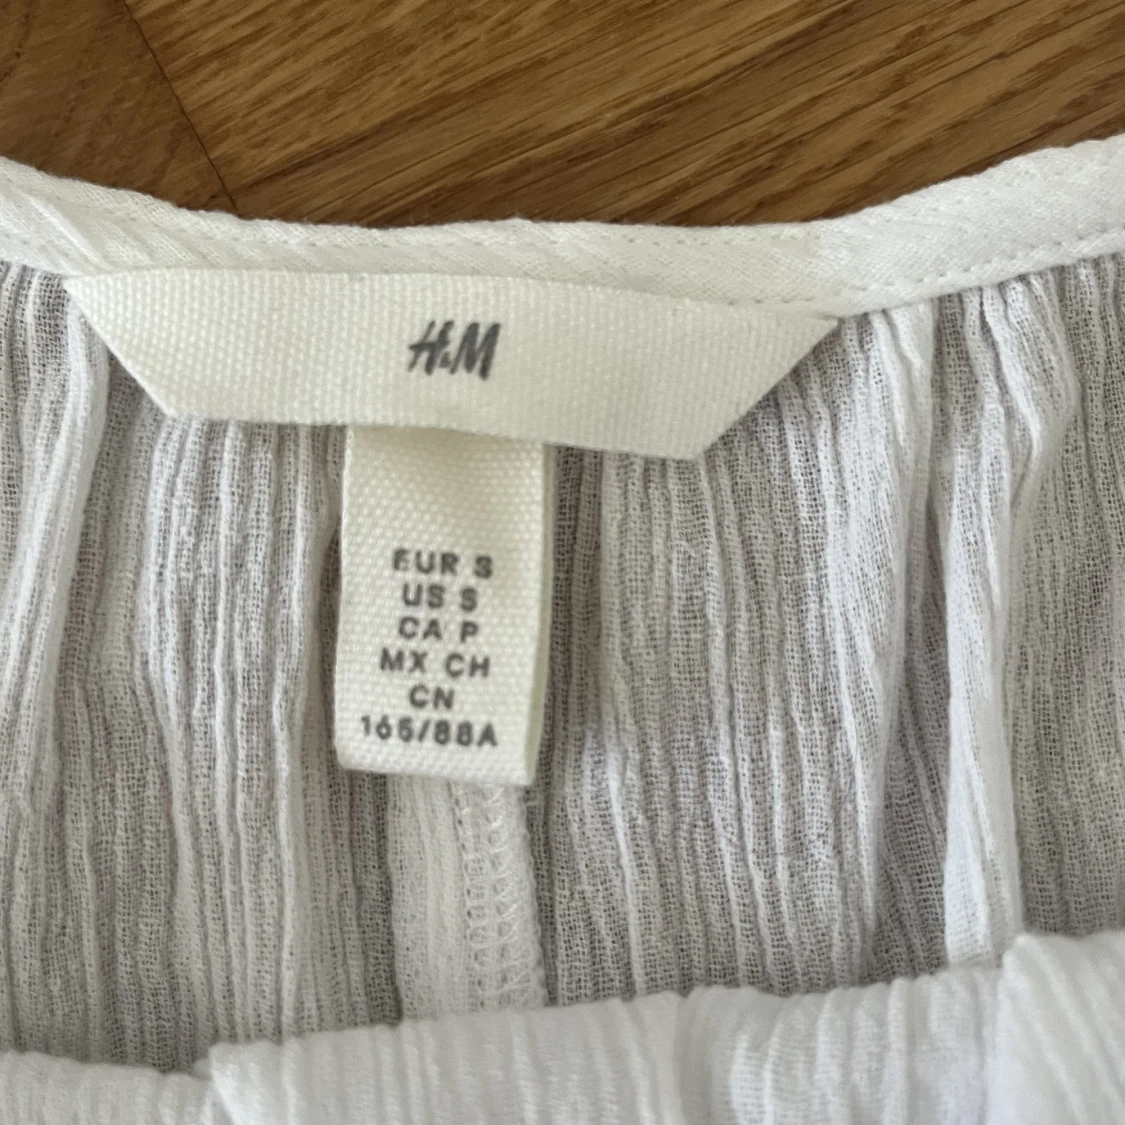 H&M
EUR S
US S
CA P
MX CH
CN
165/88A